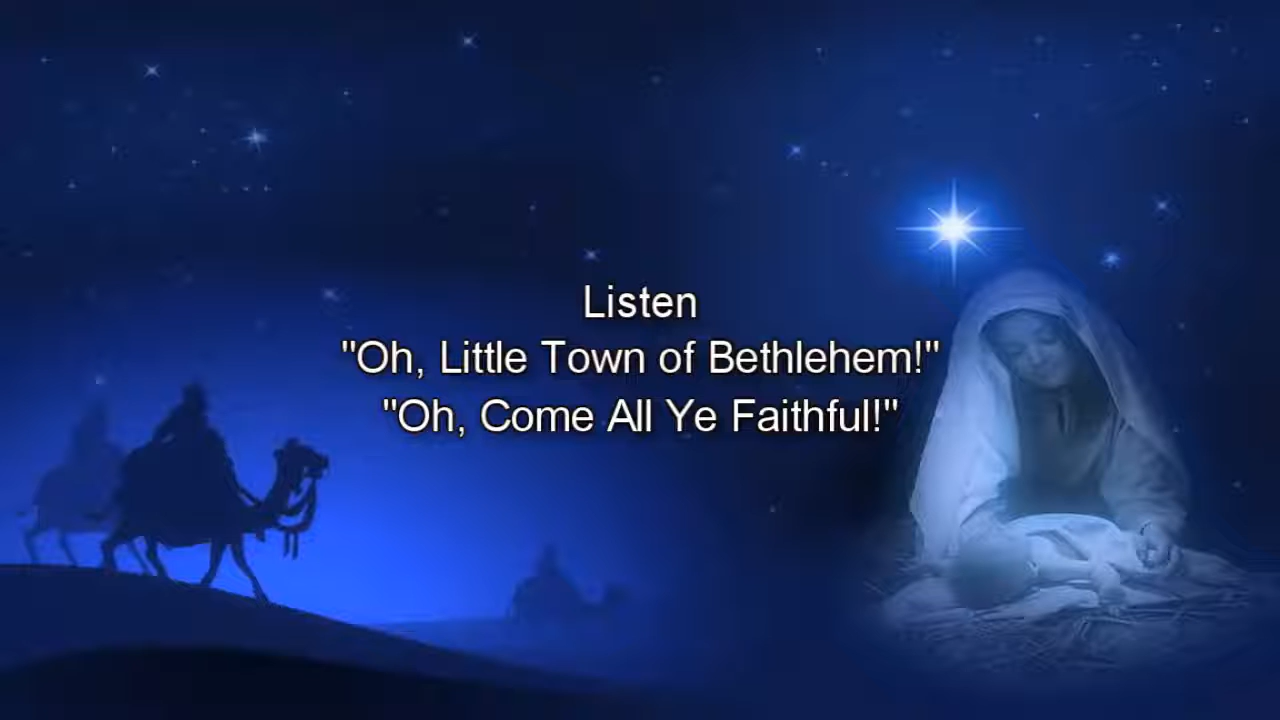 Listen
"Oh, Little Town of Bethlehem!"
"Oh, Come All Ye Faithful!"